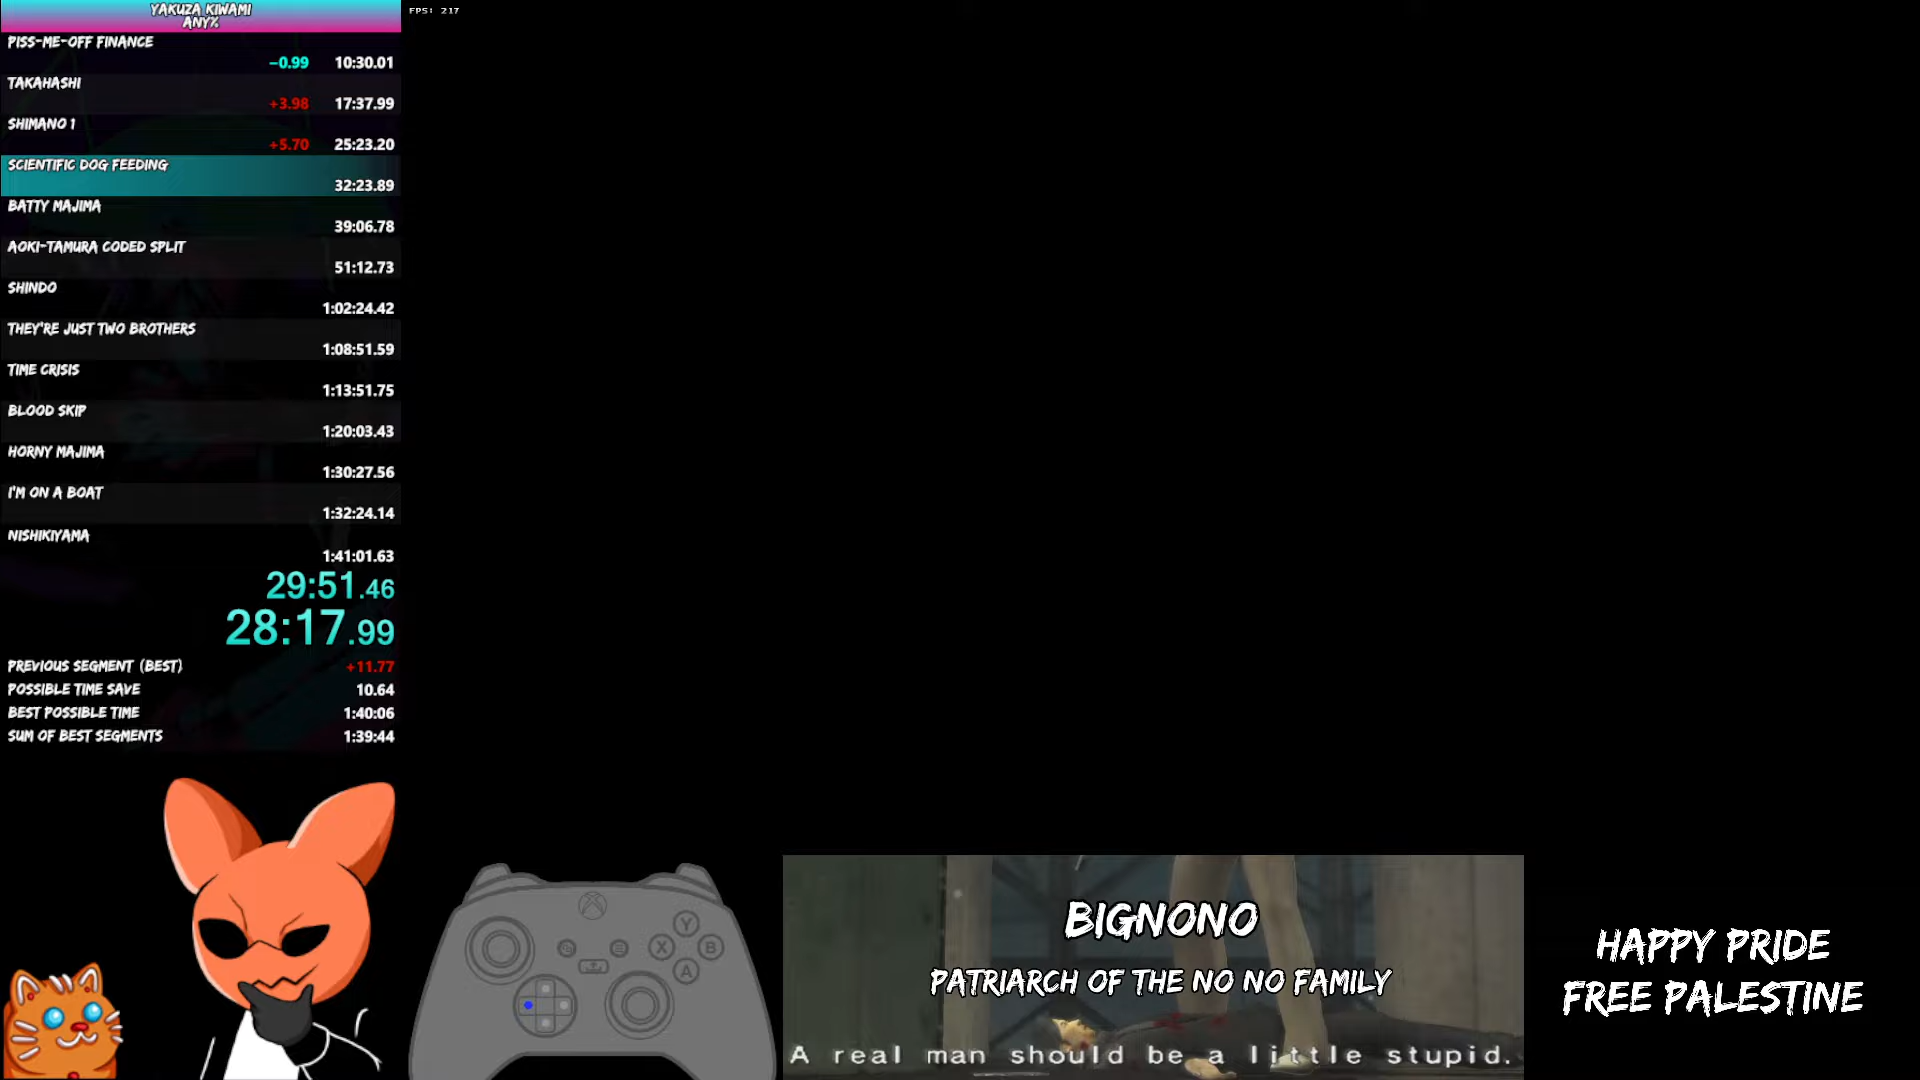 YAKUZA KIWAMI
ANY%
FPS: 217
PISS-ME-OFF FINANCE
-0.99 10:30.01
TAKAHASHI
+3.98 17:37.99
SHIMANO 1
+5.70 25:23.20
SCIENTIFIC DOG FEEDING
32:23.89
BATTY MAJIMA
39:06.78
AOKI-TAMURA CODED SPLIT
51:12.73
SHINDO
1:02:24.42
THEY'RE JUST TWO BROTHERS
1:08:51.59
TIME CRISIS
1:13:51.75
BLOOD SKIP
1:20:03.43
HORNY MAJIMA
1:30:27.56
I'M ON A BOAT
1:32:24.14
NISHIKIYAMA
1:41:01.63
29:51.46
28:17.99
PREVIOUS SEGMENT (BEST) +11.77
POSSIBLE TIME SAVE 10.64
BEST POSSIBLE TIME 1:40:06
SUM OF BEST SEGMENTS 1:39:44
Y
X B
A
BIGNONO
PATRIARCH OF THE NO NO FAMILY
A real man should be a little stupid.
HAPPY PRIDE
FREE PALESTINE